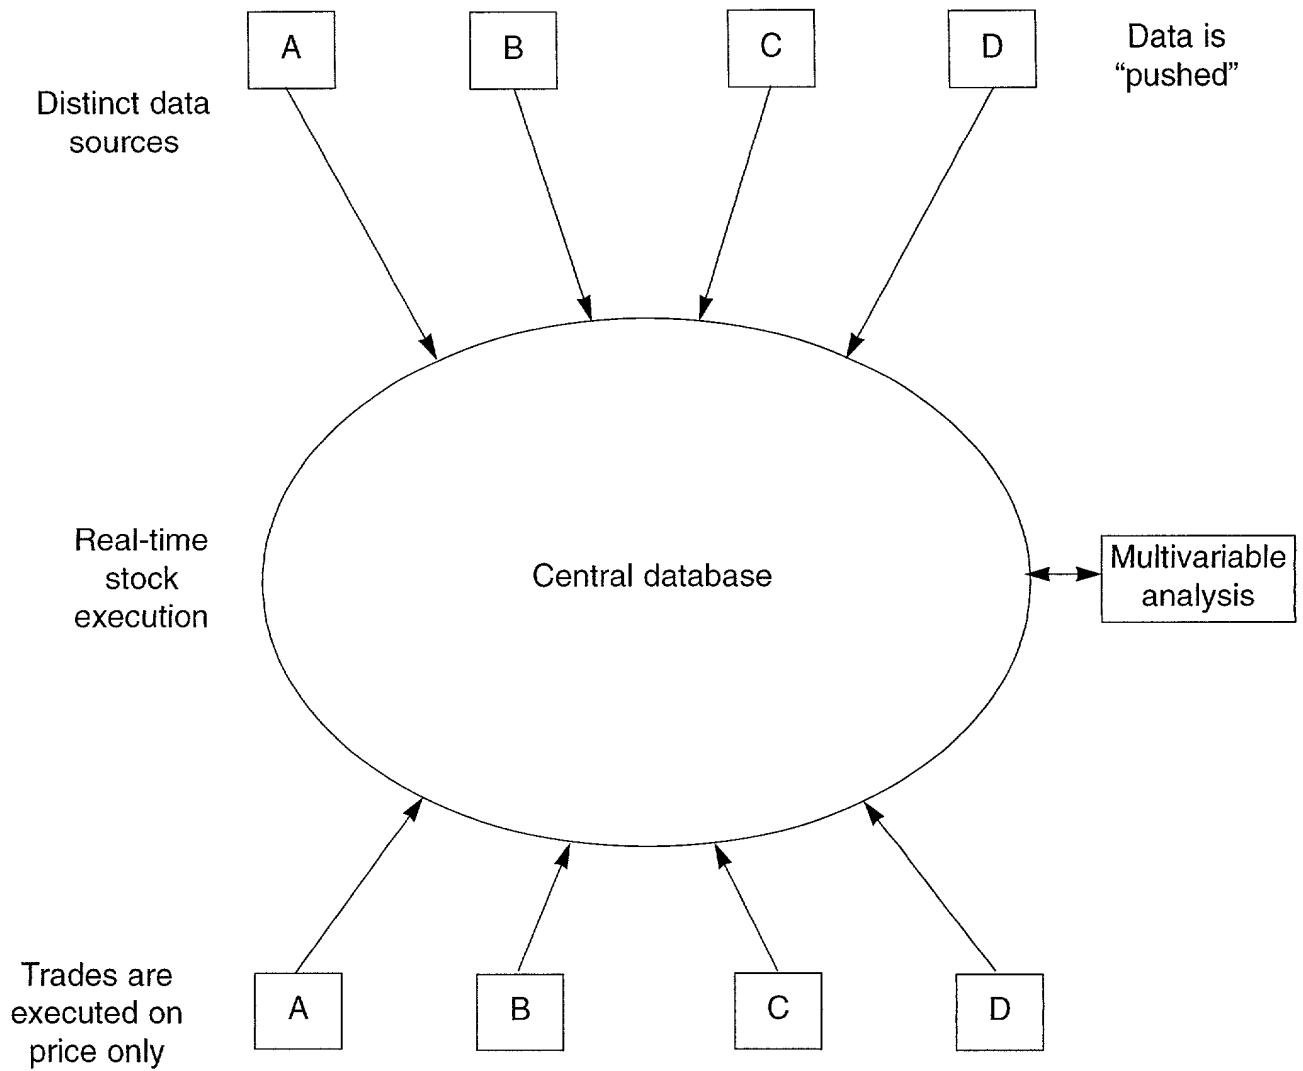 A
B
C
D
Data is
“pushed”
Distinct data
sources
Real-time
stock
execution
Central database
Multivariable
analysis
Trades are
executed on
price only
A
B
C
D